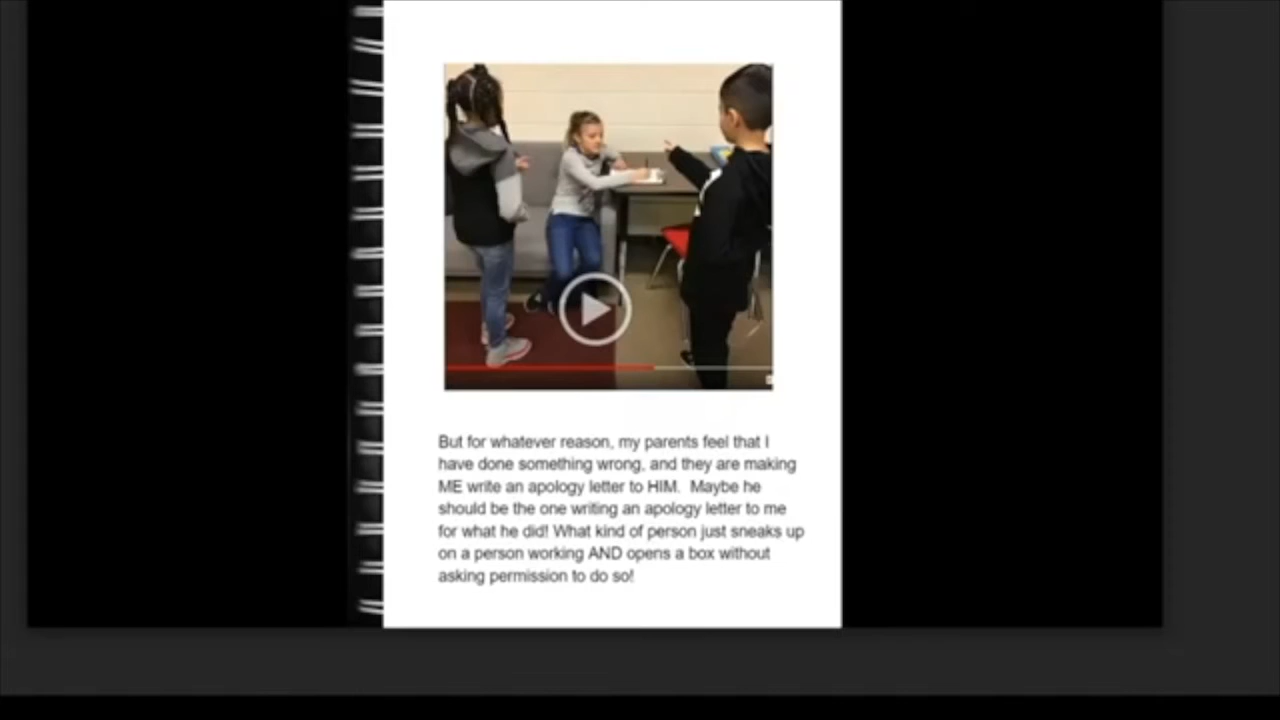 But for whatever reason, my parents feel that I
have done something wrong, and they are making
ME write an apology letter to HIM.  Maybe he
should be the one writing an apology letter to me
for what he did! What kind of person just sneaks up
on a person working AND opens a box without
asking permission to do so!